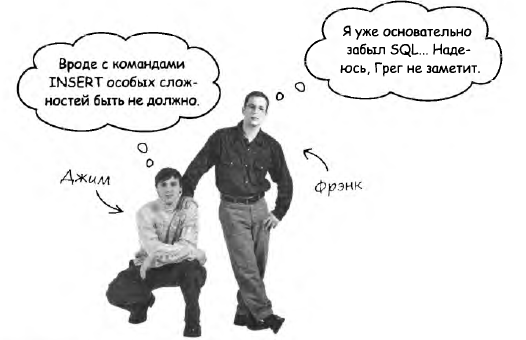 Вроде с командами
INSERT особых слож-
ностей быть не должно.
Я уже основательно
забыл SQL... Наде-
юсь, Грег не заметит.
Джим
Фрэнк